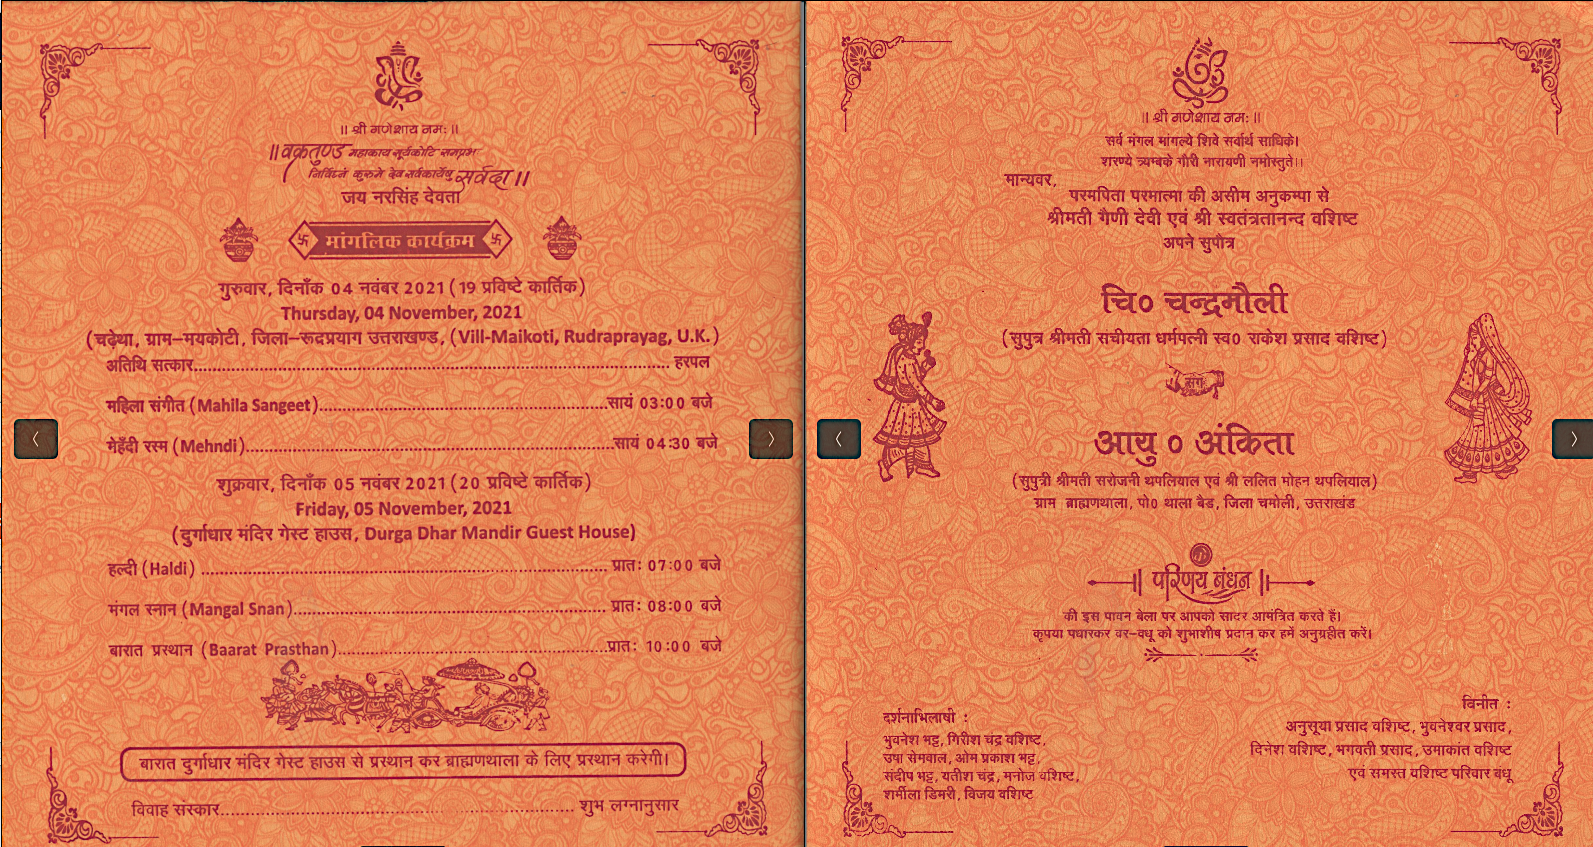 ॥ श्री गणेशाय नमः ॥
॥ वक्रतुण्ड महाकाय सूर्यकोटि समप्रभ
निर्विघ्नं कुरूमे देव सर्वकार्येषु सर्वदा ॥
जय नरसिंह देवता
मांगलिक कार्यक्रम
गुरुवार, दिनाँक 04 नवंबर 2021 (19 प्रविष्टे कार्तिक)
Thursday, 04 November, 2021
(चढ़ेथा, ग्राम–मयकोटी, जिला–रूदप्रयाग उत्तराखण्ड, (Vill-Maikoti, Rudraprayag, U.K.)
अतिथि सत्कार........ हरपल
महिला संगीत (Mahila Sangeet)........सायं 03:00 बजे
मेहँदी रस्म (Mehndi)........सायं 04:30 बजे
शुक्रवार, दिनाँक 05 नवंबर 2021 (20 प्रविष्टे कार्तिक)
Friday, 05 November, 2021
(दुर्गाधार मंदिर गेस्ट हाउस, Durga Dhar Mandir Guest House)
हल्दी (Haldi) ........ प्रातः 07:00 बजे
मंगल स्नान (Mangal Snan)........ प्रातः 08:00 बजे
बारात प्रस्थान (Baarat Prasthan)........प्रातः 10:00 बजे
बारात दुर्गाधार मंदिर गेस्ट हाउस से प्रस्थान कर ब्राह्मणथाला के लिए प्रस्थान करेगी।
विवाह संस्कार........ शुभ लग्नानुसार
॥ श्री गणेशाय नमः ॥
सर्व मंगल मांगल्ये शिवे सर्वार्थ साधिके।
शरण्ये त्र्यम्बके गौरी नारायणी नमोस्तुते।।
मान्यवर,
परमपिता परमात्मा की असीम अनुकम्पा से
श्रीमती गैणी देवी एवं श्री स्वतंत्रतानन्द वशिष्ट
अपने सुपौत्र
चि0 चन्द्रमौली
(सुपुत्र श्रीमती सचीयता धर्मपत्नी स्व0 राकेश प्रसाद वशिष्ट)
संग
आयु 0 अंकिता
(सुपुत्री श्रीमती सरोजनी थपलियाल एवं श्री ललित मोहन थपलियाल)
ग्राम ब्राह्मणथाला, पो0 थाला बैड, जिला चमोली, उत्तराखंड
परिणय बंधन
की इस पावन बेला पर आपको सादर आमंत्रित करते हैं।
कृपया पधारकर वर–वधू को शुभाशीष प्रदान कर हमें अनुग्रहीत करें।
दर्शनाभिलाषी :
भुवनेश भट्ट, गिरीश चंद्र वशिष्ट,
उषा सेमवाल, ओम प्रकाश भट्ट,
संदीप भट्ट, यतीश चंद्र, मनोज वशिष्ट,
शर्मीला डिमरी, विजय वशिष्ट
विनीत :
अनुसूया प्रसाद वशिष्ट, भुवनेश्वर प्रसाद,
दिनेश वशिष्ट, भगवती प्रसाद, उमाकांत वशिष्ट
एवं समस्त वशिष्ट परिवार बंधू